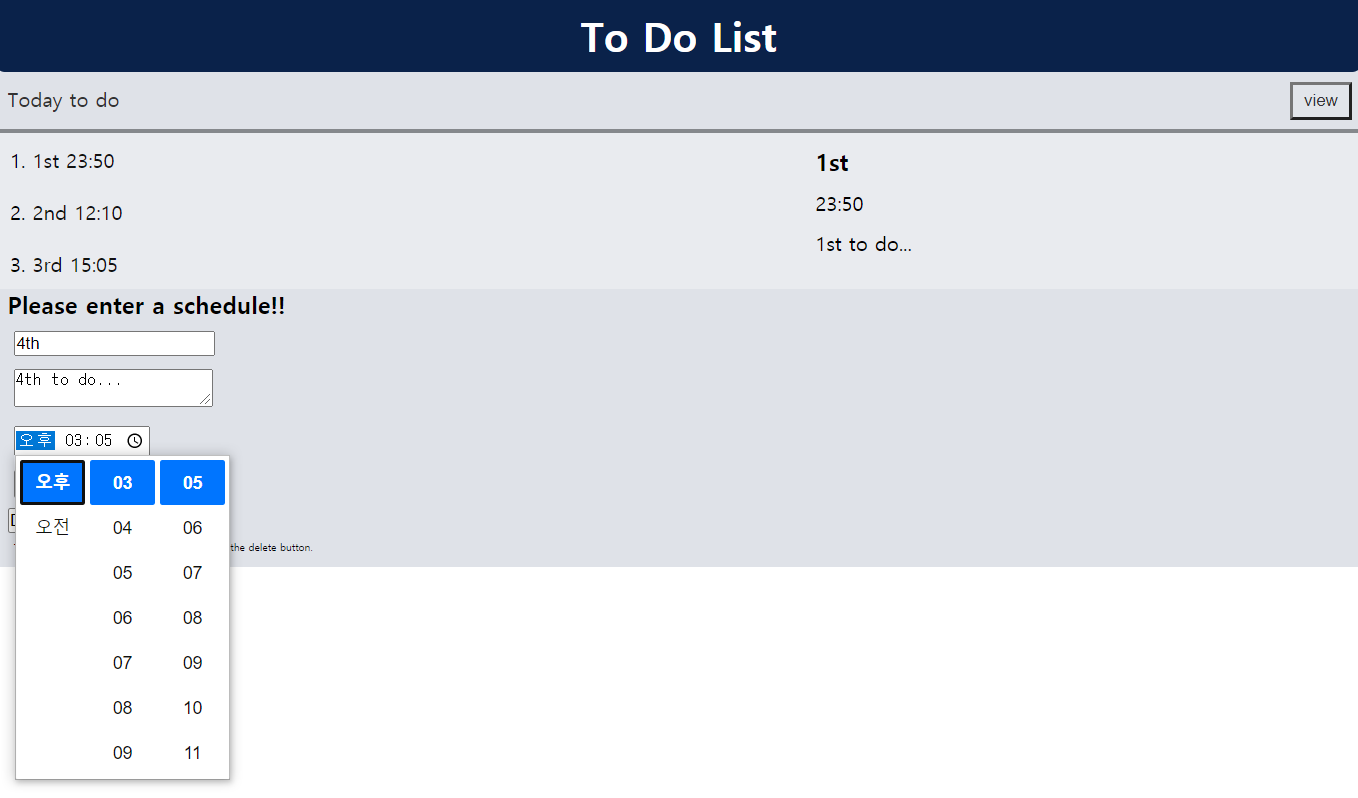 To Do List
Today to do
view
1. 1st 23:50
2. 2nd 12:10
3. 3rd 15:05
1st
23:50
1st to do...
Please enter a schedule!!
4th
4th to do...
오후 03:05
오후 03 05
오전 04 06
05 07
06 08
07 09
08 10
09 11
the delete button.